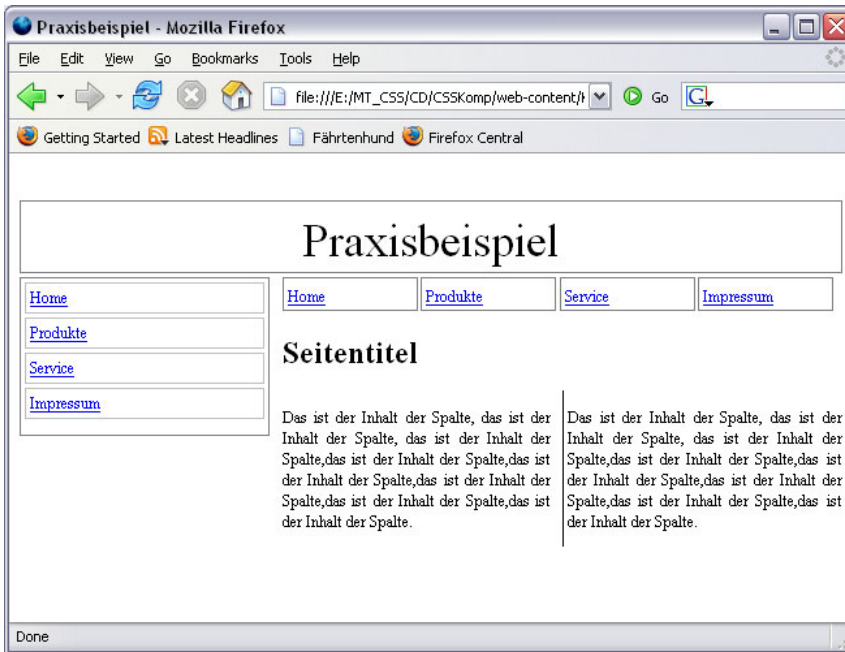 Praxisbeispiel - Mozilla Firefox
File Edit View Go Bookmarks Tools Help
file:///E:/MT_CSS/CD/CSSKomp/web-content/ Go G
Getting Started Latest Headlines Fährtenhund Firefox Central
Praxisbeispiel
Home
Produkte
Service
Impressum
Home Produkte Service Impressum
Seitentitel
Das ist der Inhalt der Spalte, das ist der
Inhalt der Spalte, das ist der Inhalt der
Spalte,das ist der Inhalt der Spalte,das ist
der Inhalt der Spalte,das ist der Inhalt der
Spalte,das ist der Inhalt der Spalte,das ist
der Inhalt der Spalte.
Das ist der Inhalt der Spalte, das ist der
Inhalt der Spalte, das ist der Inhalt der
Spalte,das ist der Inhalt der Spalte,das ist
der Inhalt der Spalte,das ist der Inhalt der
Spalte,das ist der Inhalt der Spalte,das ist
der Inhalt der Spalte.
Done